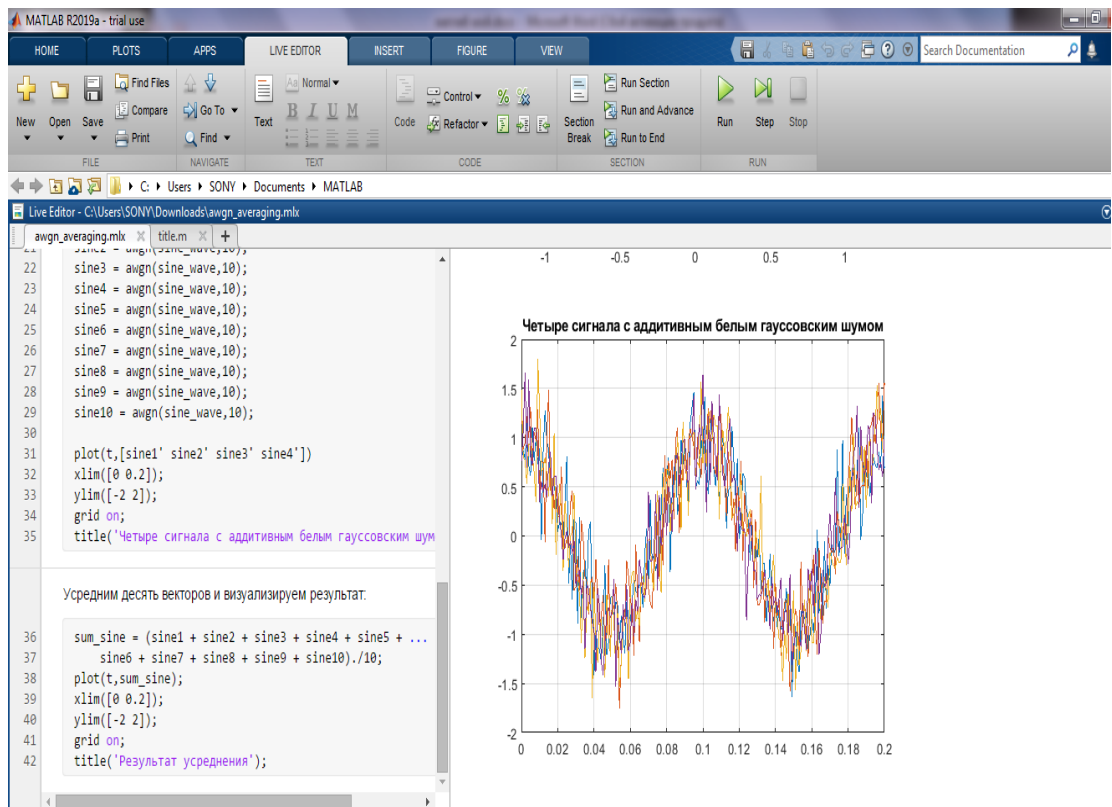 MATLAB R2019a - trial use
HOME PLOTS APPS LIVE EDITOR INSERT FIGURE VIEW Search Documentation
New Open Save Find Files Compare Print
Go To Find
Text Normal B I U M
Code Control Refactor
Section Break Run Section Run and Advance Run to End
Run Step Stop
FILE NAVIGATE TEXT CODE SECTION RUN
C: Users SONY Documents MATLAB
Live Editor - C:\Users\SONY\Downloads\awgn_averaging.mlx
awgn_averaging.mlx title.m +
21 sine2 = awgn(sine_wave,10);
22 sine3 = awgn(sine_wave,10);
23 sine4 = awgn(sine_wave,10);
24 sine5 = awgn(sine_wave,10);
25 sine6 = awgn(sine_wave,10);
26 sine7 = awgn(sine_wave,10);
27 sine8 = awgn(sine_wave,10);
28 sine9 = awgn(sine_wave,10);
29 sine10 = awgn(sine_wave,10);
30
31 plot(t,[sine1' sine2' sine3' sine4'])
32 xlim([0 0.2]);
33 ylim([-2 2]);
34 grid on;
35 title('Четыре сигнала с аддитивным белым гауссовским шум
Усредним десять векторов и визуализируем результат:
36 sum_sine = (sine1 + sine2 + sine3 + sine4 + sine5 + ...
37 sine6 + sine7 + sine8 + sine9 + sine10)./10;
38 plot(t,sum_sine);
39 xlim([0 0.2]);
40 ylim([-2 2]);
41 grid on;
42 title('Результат усреднения');
-1 -0.5 0 0.5 1
Четыре сигнала с аддитивным белым гауссовским шумом
2
1.5
1
0.5
0
-0.5
-1
-1.5
-2
0 0.02 0.04 0.06 0.08 0.1 0.12 0.14 0.16 0.18 0.2